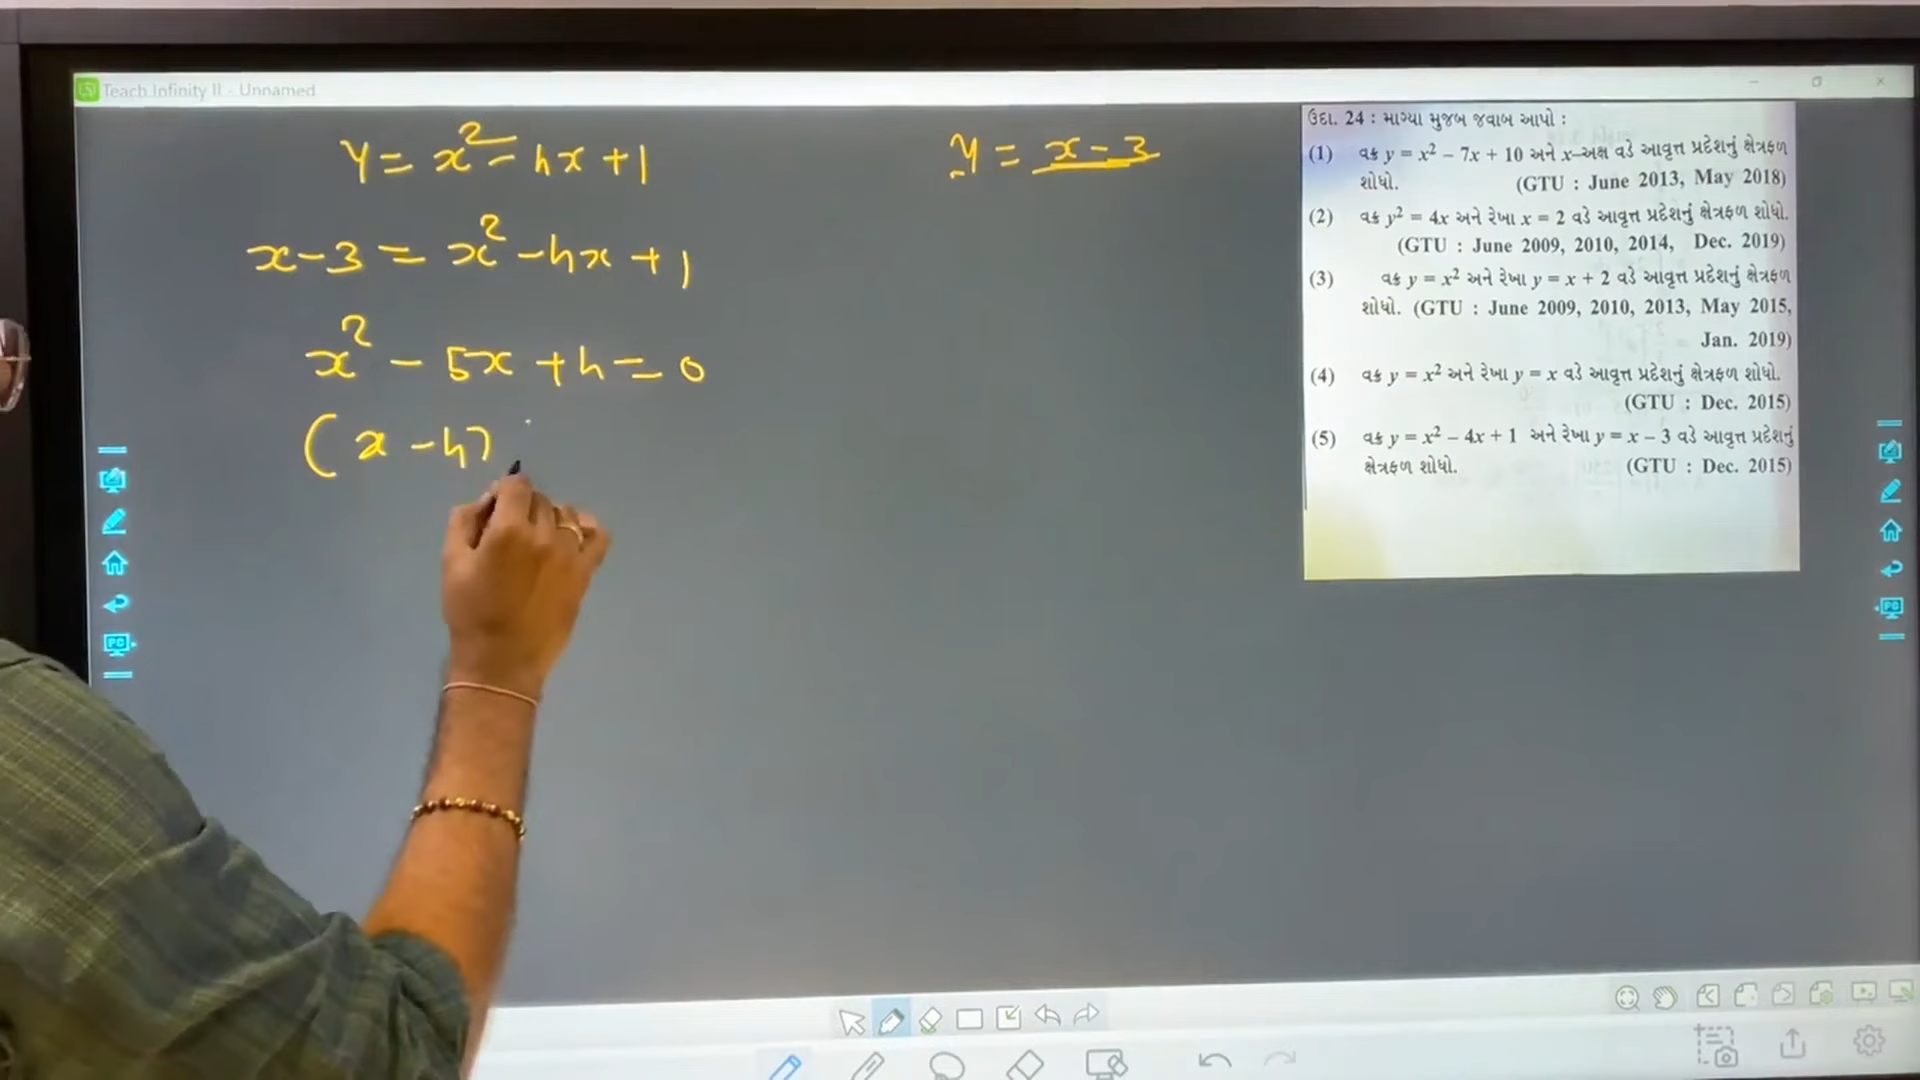 Teach Infinity II - Unnamed
y = x² - 4x + 1
x - 3 = x² - 4x + 1
x² - 5x + 4 = 0
(x - 4)
y = x - 3
ઉદા. 24 : માગ્યા મુજબ જવાબ આપો :
(1) વક્ર y = x² – 7x + 10 અને x–અક્ષ વડે આવૃત્ત પ્રદેશનું ક્ષેત્રફળ
શોધો. (GTU : June 2013, May 2018)
(2) વક્ર y² = 4x અને રેખા x = 2 વડે આવૃત્ત પ્રદેશનું ક્ષેત્રફળ શોધો.
(GTU : June 2009, 2010, 2014, Dec. 2019)
(3) વક્ર y = x² અને રેખા y = x + 2 વડે આવૃત્ત પ્રદેશનું ક્ષેત્રફળ
શોધો. (GTU : June 2009, 2010, 2013, May 2015,
Jan. 2019)
(4) વક્ર y = x² અને રેખા y = x વડે આવૃત્ત પ્રદેશનું ક્ષેત્રફળ શોધો.
(GTU : Dec. 2015)
(5) વક્ર y = x² – 4x + 1 અને રેખા y = x – 3 વડે આવૃત્ત પ્રદેશનું
ક્ષેત્રફળ શોધો. (GTU : Dec. 2015)
PC
PC